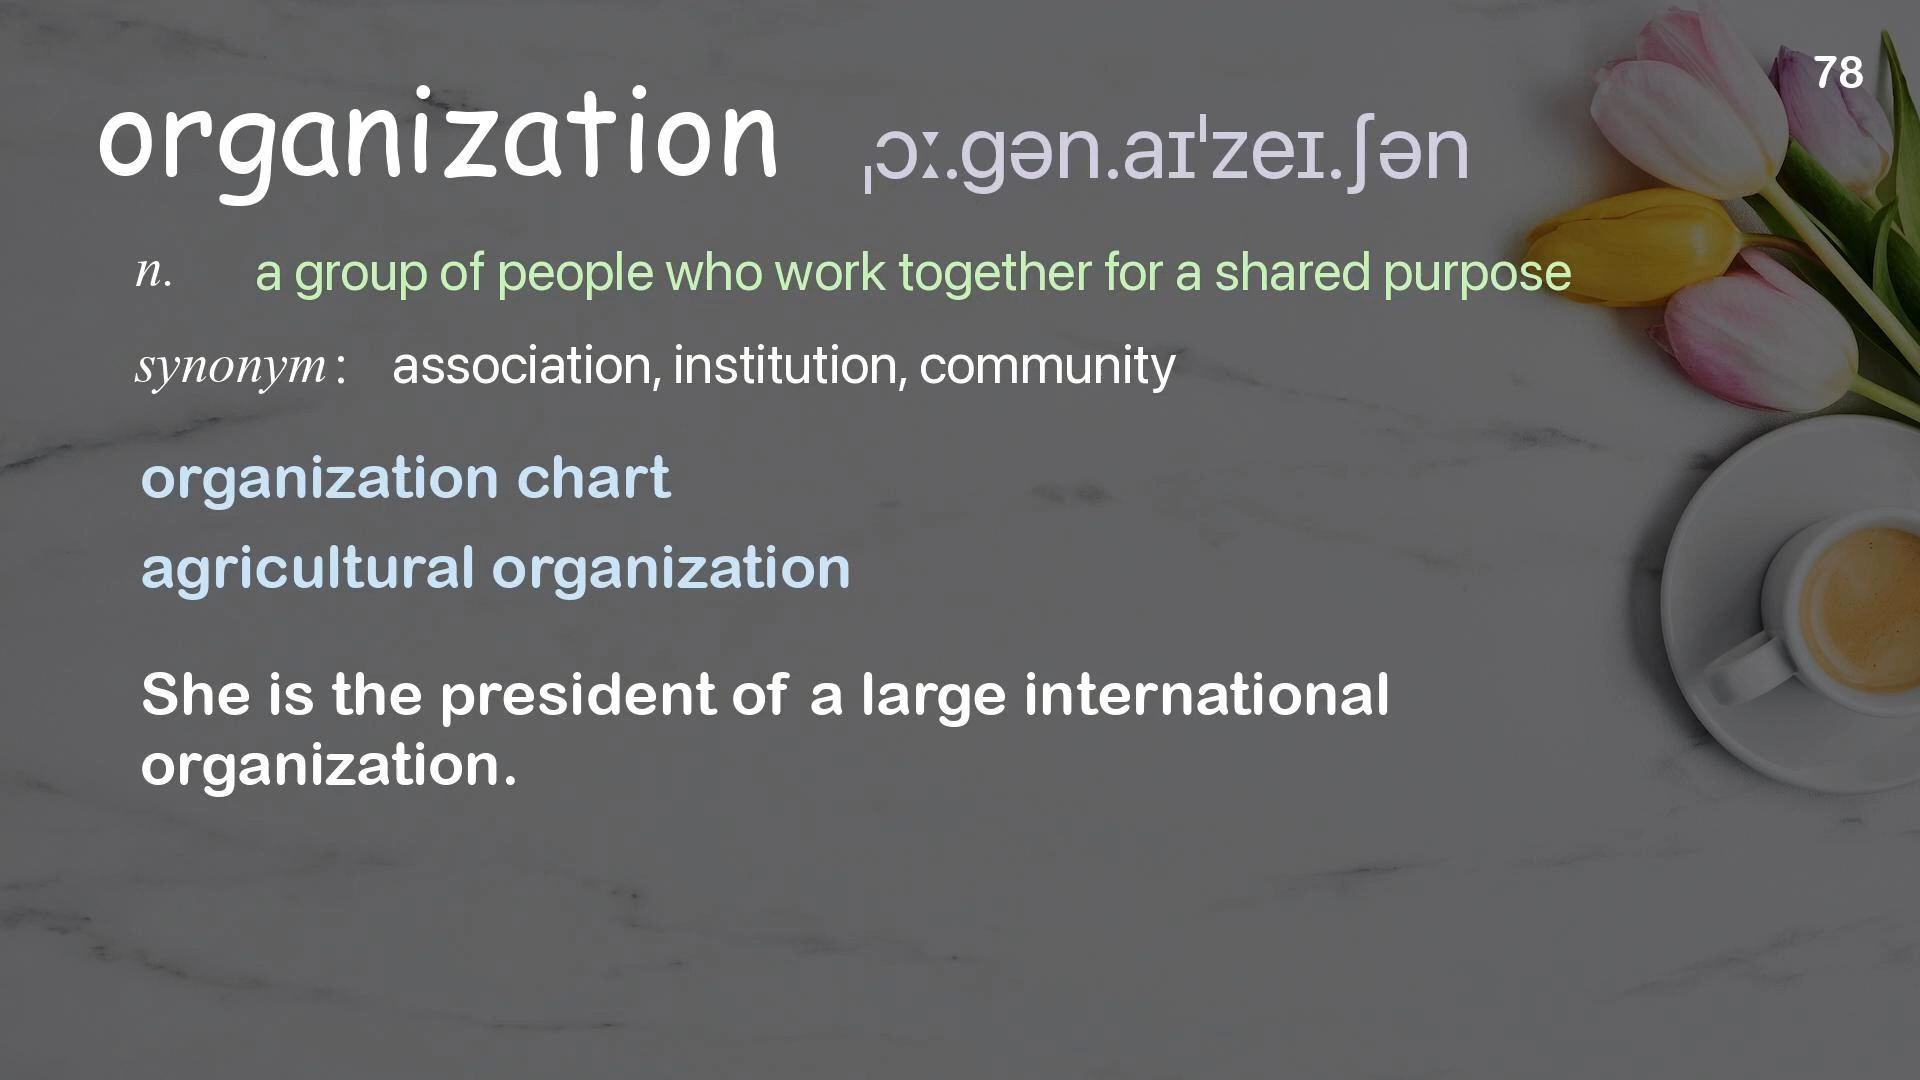 78
organization ˌɔː.gən.aɪˈzeɪ.ʃən
n. a group of people who work together for a shared purpose
synonym: association, institution, community
organization chart
agricultural organization
She is the president of a large international
organization.